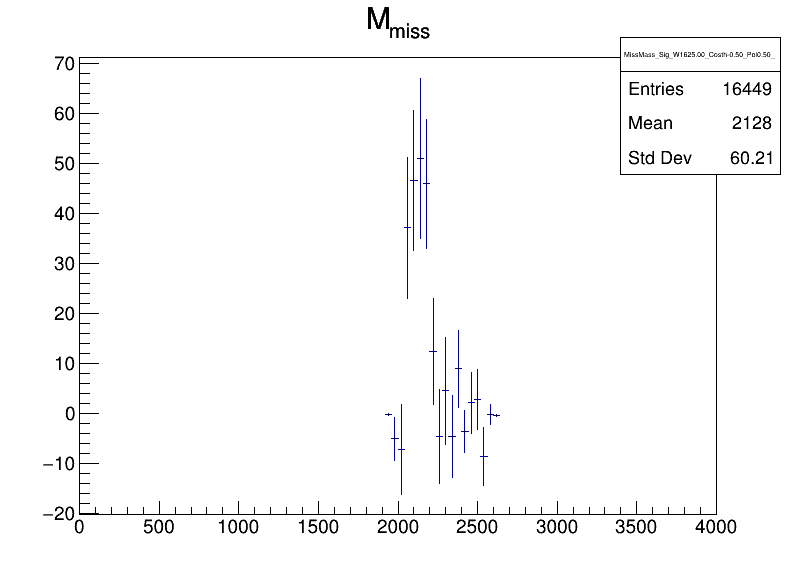 M_miss
MissMass_Sig_W1625.00_Costh-0.50_Pol0.50_
Entries 16449
Mean 2128
Std Dev 60.21
70
60
50
40
30
20
10
0
−10
−20
0 500 1000 1500 2000 2500 3000 3500 4000